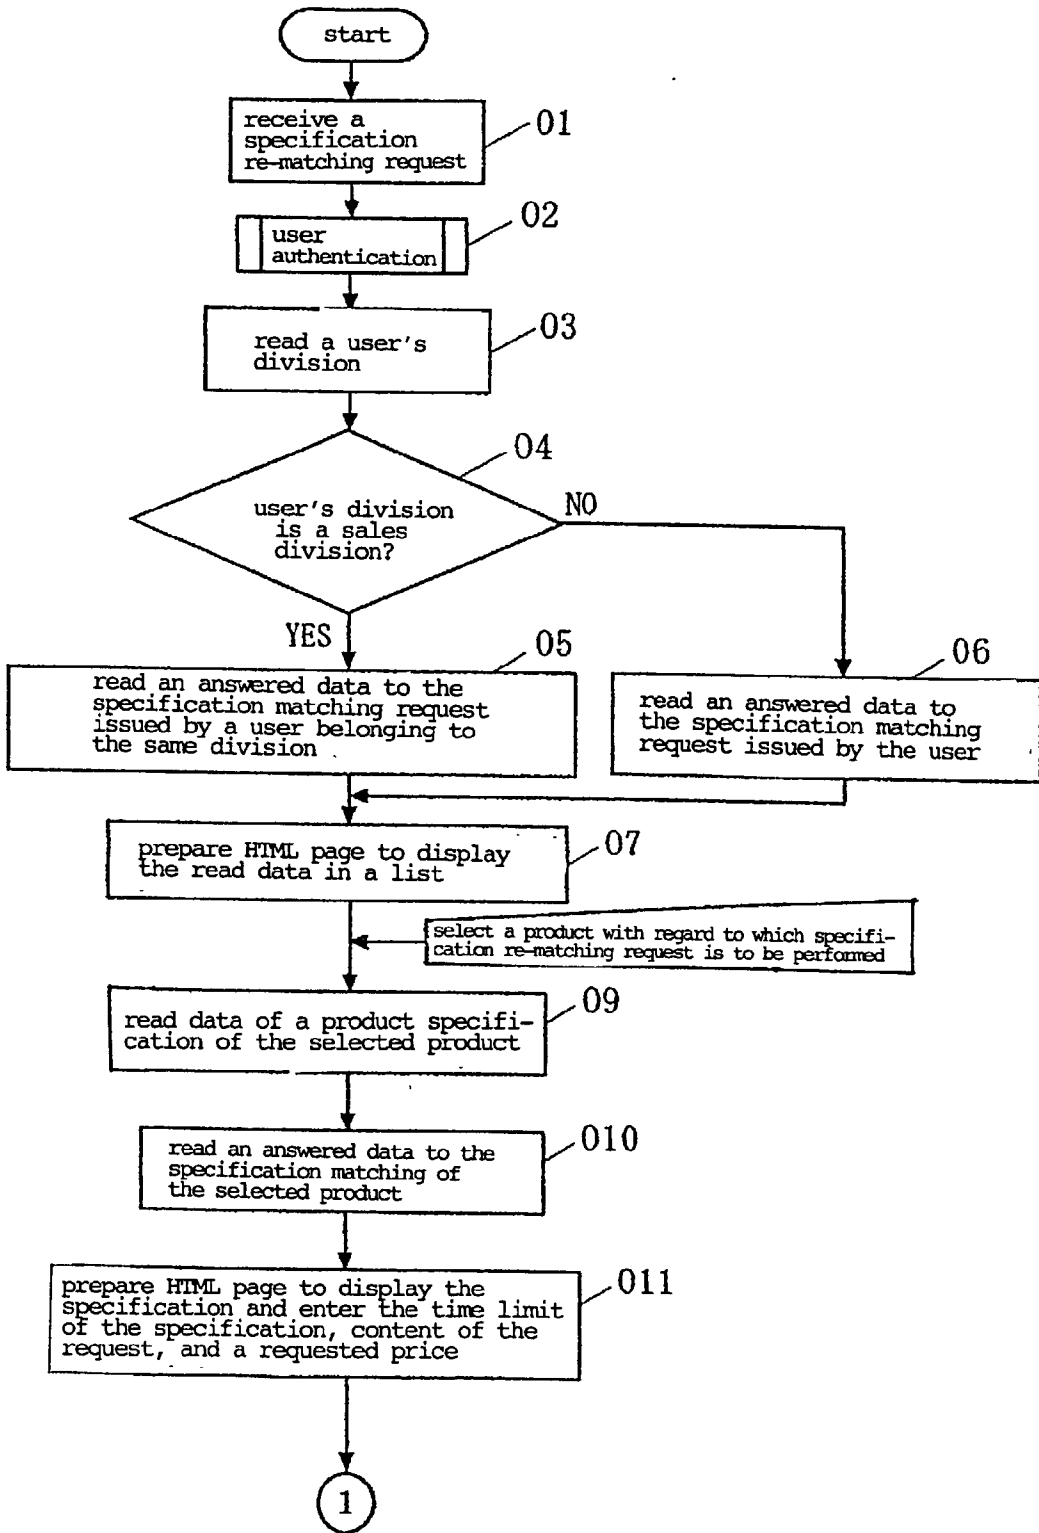 start
receive a
specification
re-matching request
01
user
authentication
02
read a user's
division
03
04
user's division
is a sales
division?
NO
YES
05
read an answered data to the
specification matching request
issued by a user belonging to
the same division
06
read an answered data to
the specification matching
request issued by the user
prepare HTML page to display
the read data in a list
07
select a product with regard to which specifi-
cation re-matching request is to be performed
read data of a product specifi-
cation of the selected product
09
read an answered data to the
specification matching of
the selected product
010
prepare HTML page to display the
specification and enter the time limit
of the specification, content of the
request, and a requested price
011
1